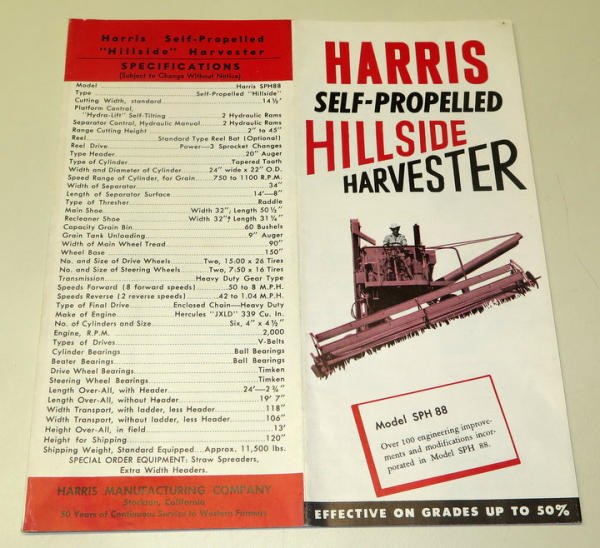 Harris Self-Propelled
"Hillside" Harvester
SPECIFICATIONS
(Subject to Change Without Notice)
Model Harris SPH88
Type Self-Propelled "Hillside"
Cutting Width, standard 14½'
Platform Control,
"Hydra-Lift" Self-Tilting 2 Hydraulic Rams
Separator Control, Hydraulic Manual 2 Hydraulic Rams
Range Cutting Height 2" to 45"
Reel Standard Type Reel Bat (Optional)
Reel Drive Power—3 Sprocket Changes
Type Header 20" Auger
Type of Cylinder Tapered Tooth
Width and Diameter of Cylinder 24" wide x 22" O.D.
Speed Range of Cylinder, for Grain 750 to 1100 R.P.M.
Width of Separator 34"
Length of Separator Surface 14'—8"
Type of Thresher Raddle
Main Shoe Width 32"; Length 50½"
Recleaner Shoe Width 32"; Length 31¼"
Capacity Grain Bin 60 Bushels
Grain Tank Unloading 9" Auger
Width of Main Wheel Tread 90"
Wheel Base 150"
No. and Size of Drive Wheels Two, 15:00 x 26 Tires
No. and Size of Steering Wheels Two, 7:50 x 16 Tires
Transmission Heavy Duty Gear Type
Speeds Forward (8 forward speeds) .50 to 8 M.P.H.
Speeds Reverse (2 reverse speeds) .42 to 1.04 M.P.H.
Type of Final Drive Enclosed Chain—Heavy Duty
Make of Engine Hercules "JXLD" 339 Cu. In.
No. of Cylinders and Size Six, 4" x 4½"
Engine, R.P.M. 2,000
Types of Drives V-Belts
Cylinder Bearings Ball Bearings
Beater Bearings Ball Bearings
Drive Wheel Bearings Timken
Steering Wheel Bearings Timken
Length Over-All, with Header 24'—2¾"
Length Over-All, without Header 19' 7"
Width Transport, with ladder, less Header 118"
Width Transport, without ladder, less Header 106"
Height Over-All, in field 13'
Height for Shipping 120"
Shipping Weight, Standard Equipped Approx. 11,500 lbs.
SPECIAL ORDER EQUIPMENT: Straw Spreaders,
Extra Width Headers.
HARRIS MANUFACTURING COMPANY
Stockton, California
50 Years of Continuous Service to Western Farmers
HARRIS
SELF-PROPELLED
HILLSIDE
HARVESTER
Model SPH 88
Over 100 engineering improve-
ments and modifications incor-
porated in Model SPH 88.
EFFECTIVE ON GRADES UP TO 50%